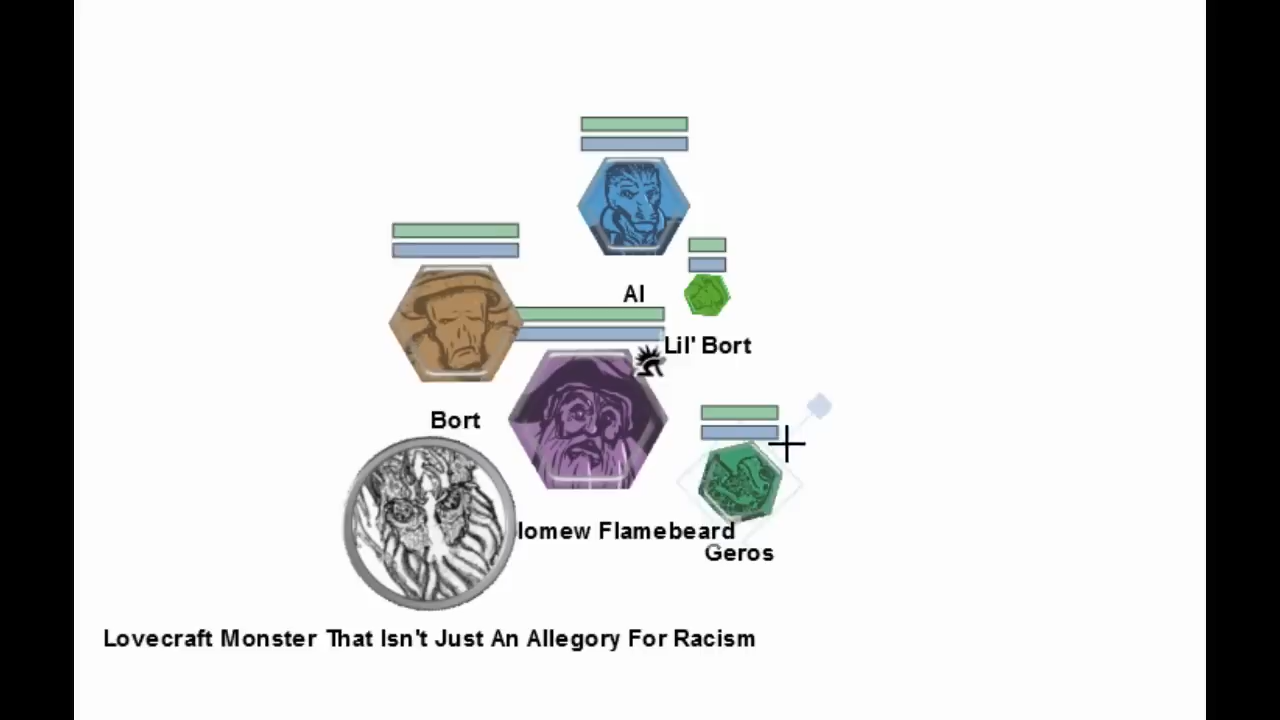 Al
Lil' Bort
Bort
lomew Flamebeard
Geros
Lovecraft Monster That Isn't Just An Allegory For Racism